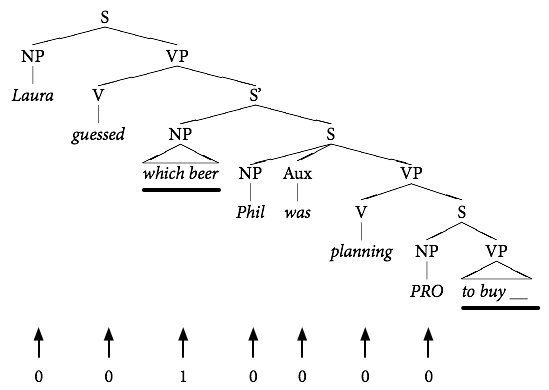 S
NP VP
Laura V S’
guessed NP S
which beer NP Aux VP
Phil was V S
planning NP VP
PRO to buy __
0 0 1 0 0 0 0